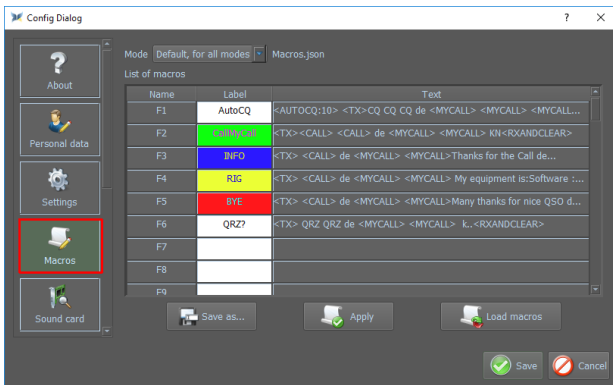 Config Dialog
? ×
About
Personal data
Settings
Macros
Sound card
Mode Default, for all modes Macros.json
List of macros
Name Label Text
F1 AutoCQ <AUTOCQ:10> <TX>CQ CQ CQ de <MYCALL> <MYCALL> <MYCALL...
F2 CallMyCall <TX><CALL> <CALL> de <MYCALL> <MYCALL> KN<RXANDCLEAR>
F3 INFO <TX> <CALL> de <MYCALL> <MYCALL>Thanks for the Call de...
F4 RIG <TX> <CALL> de <MYCALL> <MYCALL> My equipment is:Software :...
F5 BYE <TX> <CALL> de <MYCALL> <MYCALL>Many thanks for nice QSO d...
F6 QRZ? <TX> QRZ QRZ de <MYCALL> <MYCALL> k..<RXANDCLEAR>
F7
F8
F9
Save as... Apply Load macros
Save Cancel